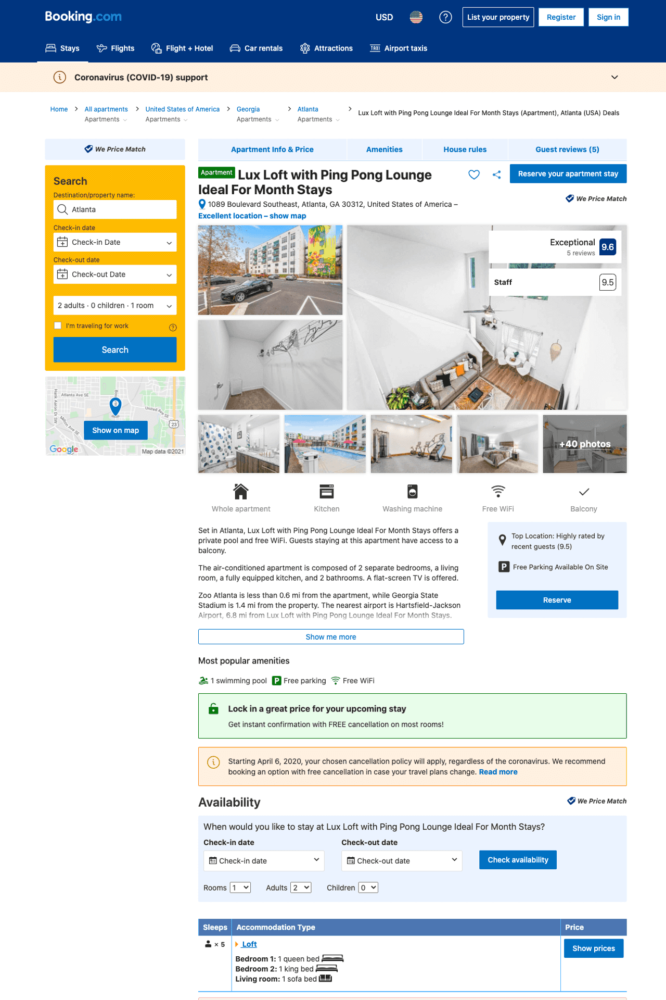 Booking.com
USD
List your property
Register
Sign in
Stays
Flights
Flight + Hotel
Car rentals
Attractions
TAXI
Airport taxis
Coronavirus (COVID-19) support
Home
All apartments
United States of America
Georgia
Atlanta
Lux Loft with Ping Pong Lounge Ideal For Month Stays (Apartment), Atlanta (USA) Deals
Apartments
Apartments
Apartments
Apartments
We Price Match
Search
Destination/property name:
Atlanta
Check-in date
Check-in Date
Check-out date
Check-out Date
2 adults · 0 children · 1 room
I'm traveling for work
Search
Atlanta Ave SE
Hank Aaron Dr SW
Milton Ave SE
United Ave SE
23
Show on map
Google
Map data ©2021
Apartment Info & Price
Amenities
House rules
Guest reviews (5)
Apartment
Lux Loft with Ping Pong Lounge
Ideal For Month Stays
Reserve your apartment stay
We Price Match
1089 Boulevard Southeast, Atlanta, GA 30312, United States of America –
Excellent location – show map
Exceptional
9.6
5 reviews
Staff
9.5
+40 photos
Whole apartment
Kitchen
Washing machine
Free WiFi
Balcony
Set in Atlanta, Lux Loft with Ping Pong Lounge Ideal For Month Stays offers a
private pool and free WiFi. Guests staying at this apartment have access to a
balcony.
The air-conditioned apartment is composed of 2 separate bedrooms, a living
room, a fully equipped kitchen, and 2 bathrooms. A flat-screen TV is offered.
Zoo Atlanta is less than 0.6 mi from the apartment, while Georgia State
Stadium is 1.4 mi from the property. The nearest airport is Hartsfield-Jackson
Airport, 6.8 mi from Lux Loft with Ping Pong Lounge Ideal For Month Stays.
Show me more
Top Location: Highly rated by
recent guests (9.5)
P
Free Parking Available On Site
Reserve
Most popular amenities
1 swimming pool
P
Free parking
Free WiFi
Lock in a great price for your upcoming stay
Get instant confirmation with FREE cancellation on most rooms!
Starting April 6, 2020, your chosen cancellation policy will apply, regardless of the coronavirus. We recommend
booking an option with free cancellation in case your travel plans change. Read more
Availability
We Price Match
When would you like to stay at Lux Loft with Ping Pong Lounge Ideal For Month Stays?
Check-in date
Check-out date
Check-in date
Check-out date
Check availability
Rooms 1
Adults 2
Children 0
Sleeps
Accommodation Type
Price
× 5
Loft
Show prices
Bedroom 1: 1 queen bed
Bedroom 2: 1 king bed
Living room: 1 sofa bed